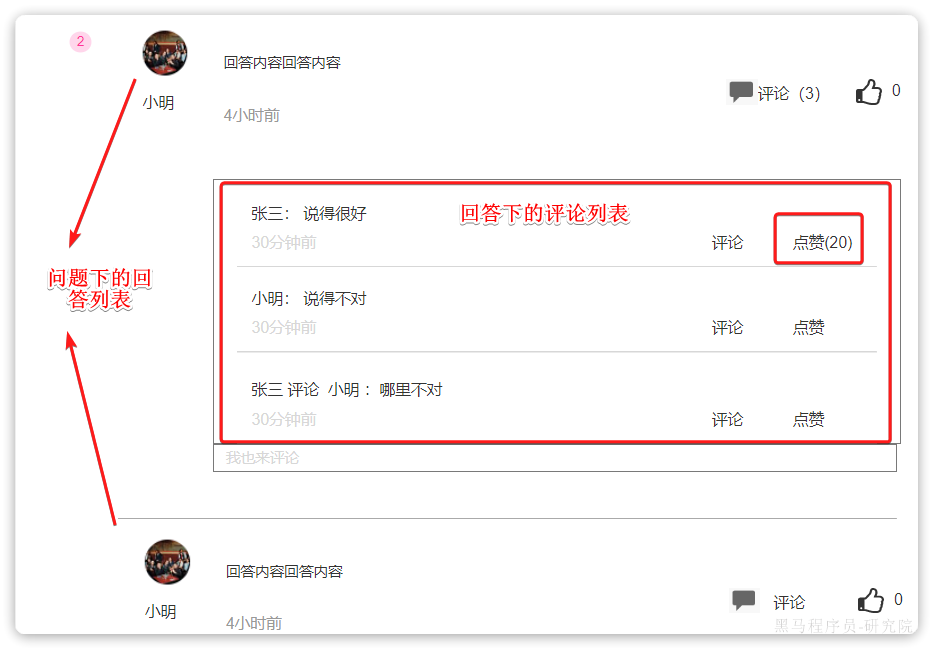 2
回答内容回答内容
小明
4小时前
评论（3）
0
张三： 说得很好
回答下的评论列表
30分钟前
评论
点赞(20)
问题下的回
答列表
小明： 说得不对
30分钟前
评论
点赞
张三 评论 小明： 哪里不对
30分钟前
评论
点赞
我也来评论
回答内容回答内容
小明
4小时前
评论
0
黑马程序员-研究院